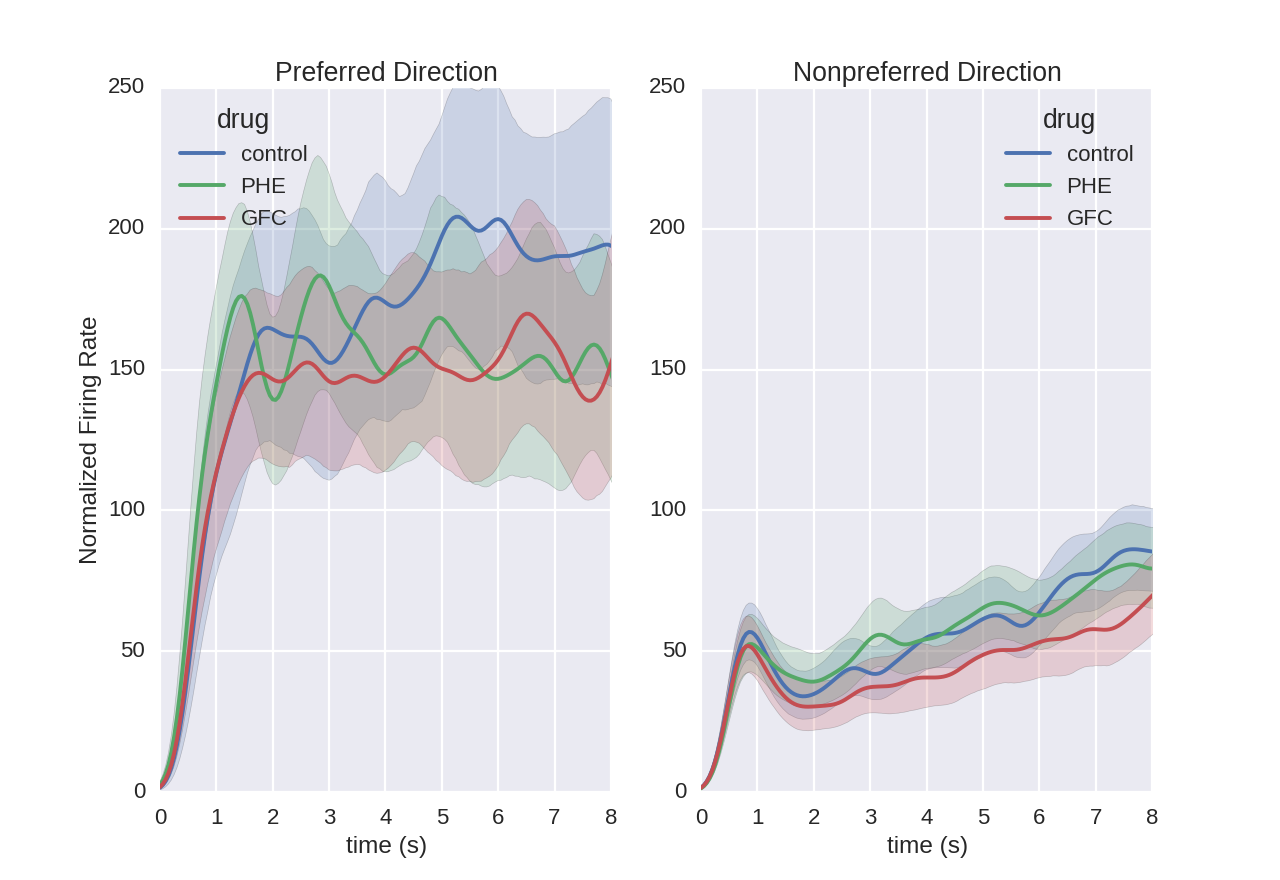 Preferred Direction
250
200
150
100
50
0
Normalized Firing Rate
drug
control
PHE
GFC
0 1 2 3 4 5 6 7 8
time (s)
Nonpreferred Direction
250
200
150
100
50
0
drug
control
PHE
GFC
0 1 2 3 4 5 6 7 8
time (s)